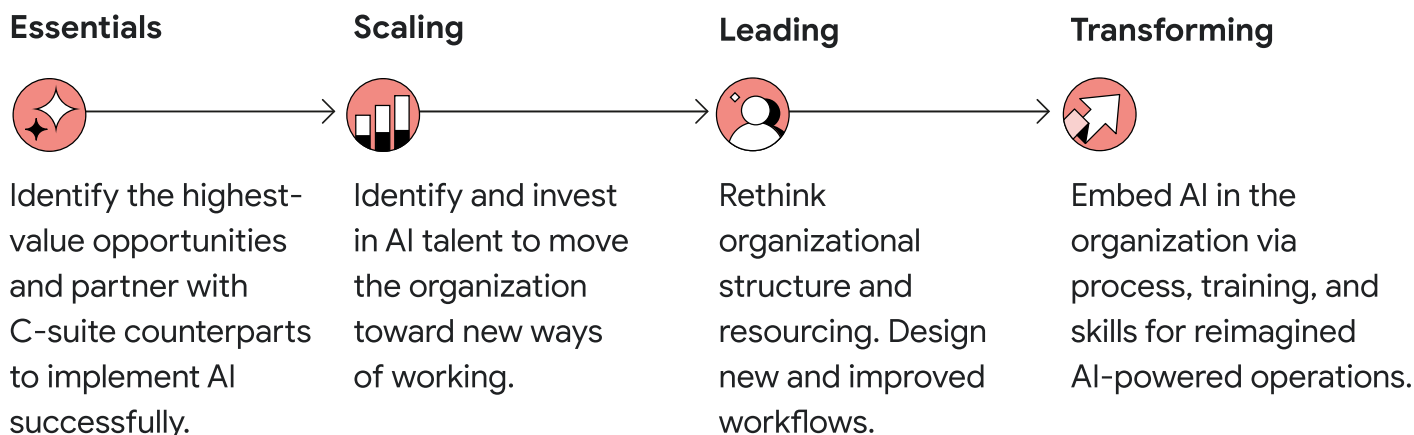 Essentials
Identify the highest-
value opportunities
and partner with
C-suite counterparts
to implement AI
successfully.
Scaling
Identify and invest
in AI talent to move
the organization
toward new ways
of working.
Leading
Rethink
organizational
structure and
resourcing. Design
new and improved
workflows.
Transforming
Embed AI in the
organization via
process, training, and
skills for reimagined
AI-powered operations.